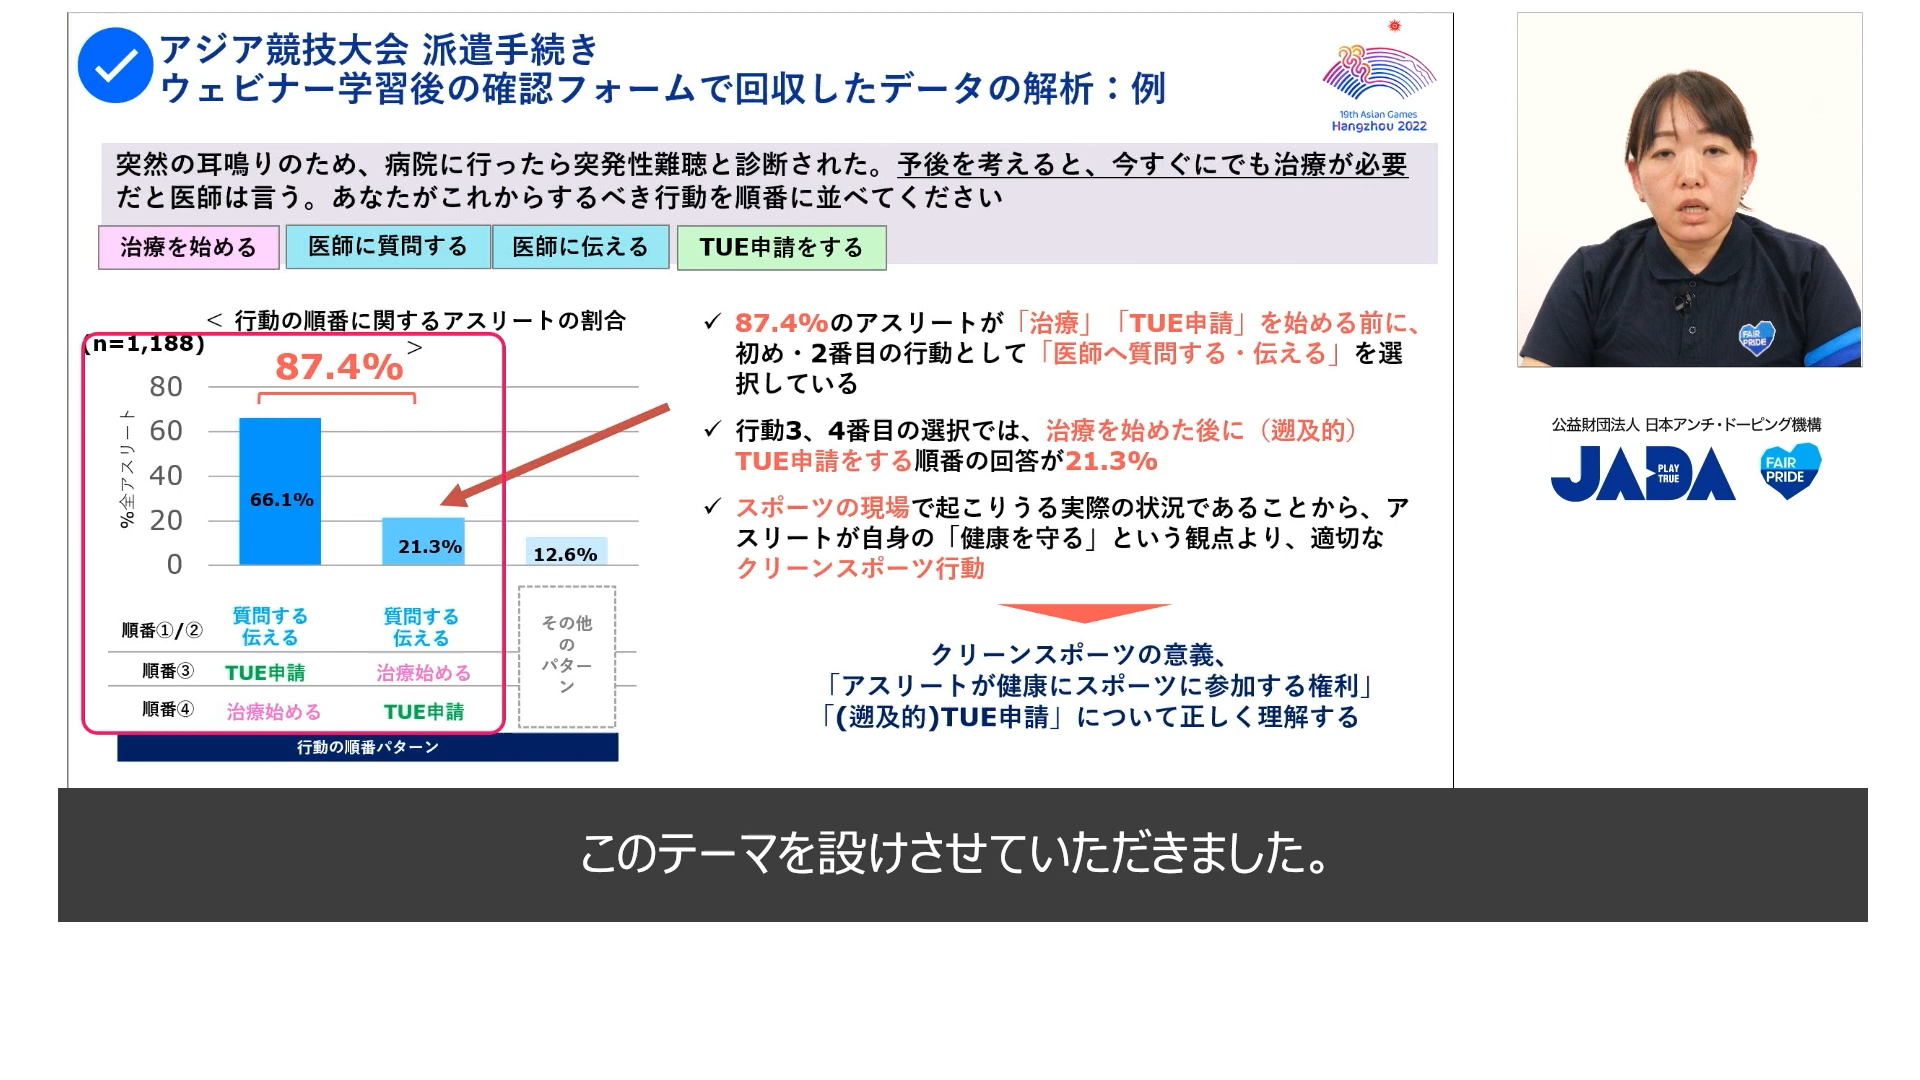 アジア競技大会 派遣手続き
ウェビナー学習後の確認フォームで回収したデータの解析：例
19th Asian Games
Hangzhou 2022
突然の耳鳴りのため、病院に行ったら突発性難聴と診断された。予後を考えると、今すぐにでも治療が必要
だと医師は言う。あなたがこれからするべき行動を順番に並べてください
治療を始める
医師に質問する
医師に伝える
TUE申請をする
< 行動の順番に関するアスリートの割合
>
(n=1,188)
87.4%
%全アスリート
80
60
40
20
0
66.1%
21.3%
12.6%
順番①/②
質問する
伝える
質問する
伝える
順番③
TUE申請
治療始める
順番④
治療始める
TUE申請
その他
の
パター
ン
行動の順番パターン
✓ 87.4%のアスリートが「治療」「TUE申請」を始める前に、
初め・2番目の行動として「医師へ質問する・伝える」を選
択している
✓ 行動3、4番目の選択では、治療を始めた後に（遡及的）
TUE申請をする順番の回答が21.3%
✓ スポーツの現場で起こりうる実際の状況であることから、ア
スリートが自身の「健康を守る」という観点より、適切な
クリーンスポーツ行動
クリーンスポーツの意義、
「アスリートが健康にスポーツに参加する権利」
「(遡及的)TUE申請」について正しく理解する
FAIR
PRIDE
公益財団法人 日本アンチ・ドーピング機構
JADA
PLAY
TRUE
FAIR
PRIDE
このテーマを設けさせていただきました。